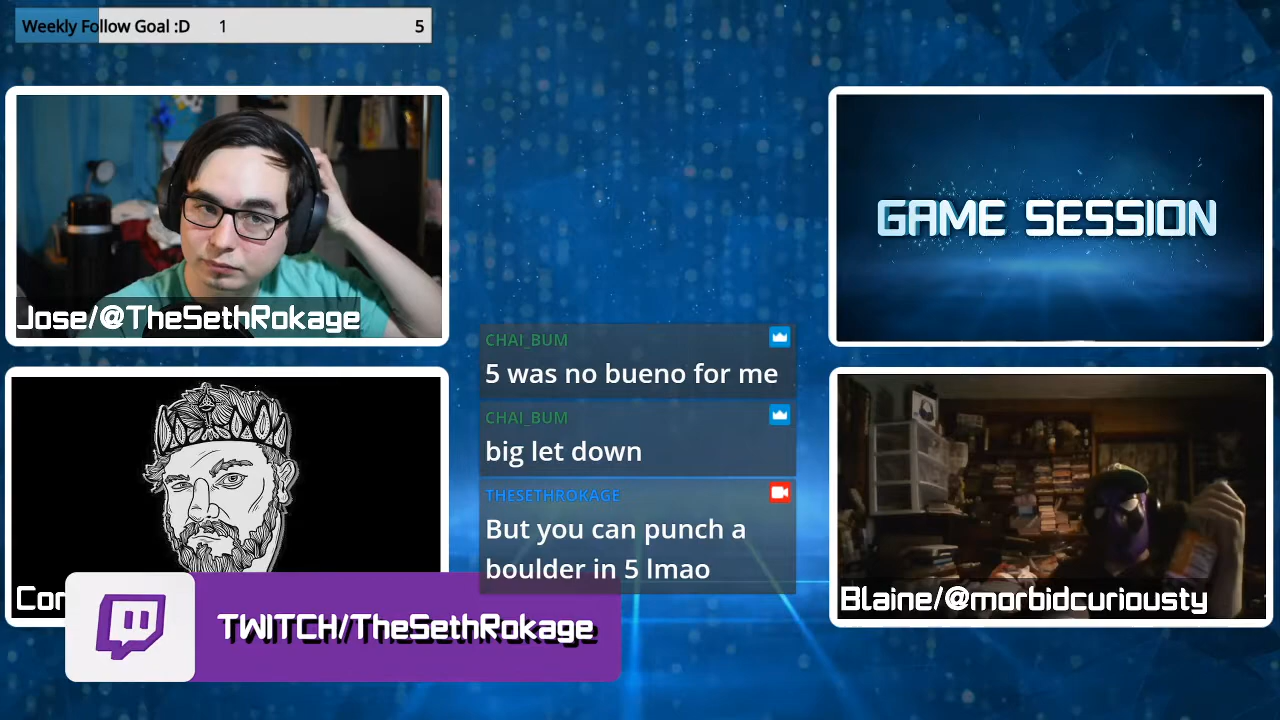 Weekly Follow Goal :D 1 5
Jose/@TheSethRokage
GAME SESSION
CHAI_BUM
5 was no bueno for me
CHAI_BUM
big let down
THESETHROKAGE
But you can punch a
boulder in 5 lmao
Blaine/@morbidcuriousty
TWITCH/TheSethRokage